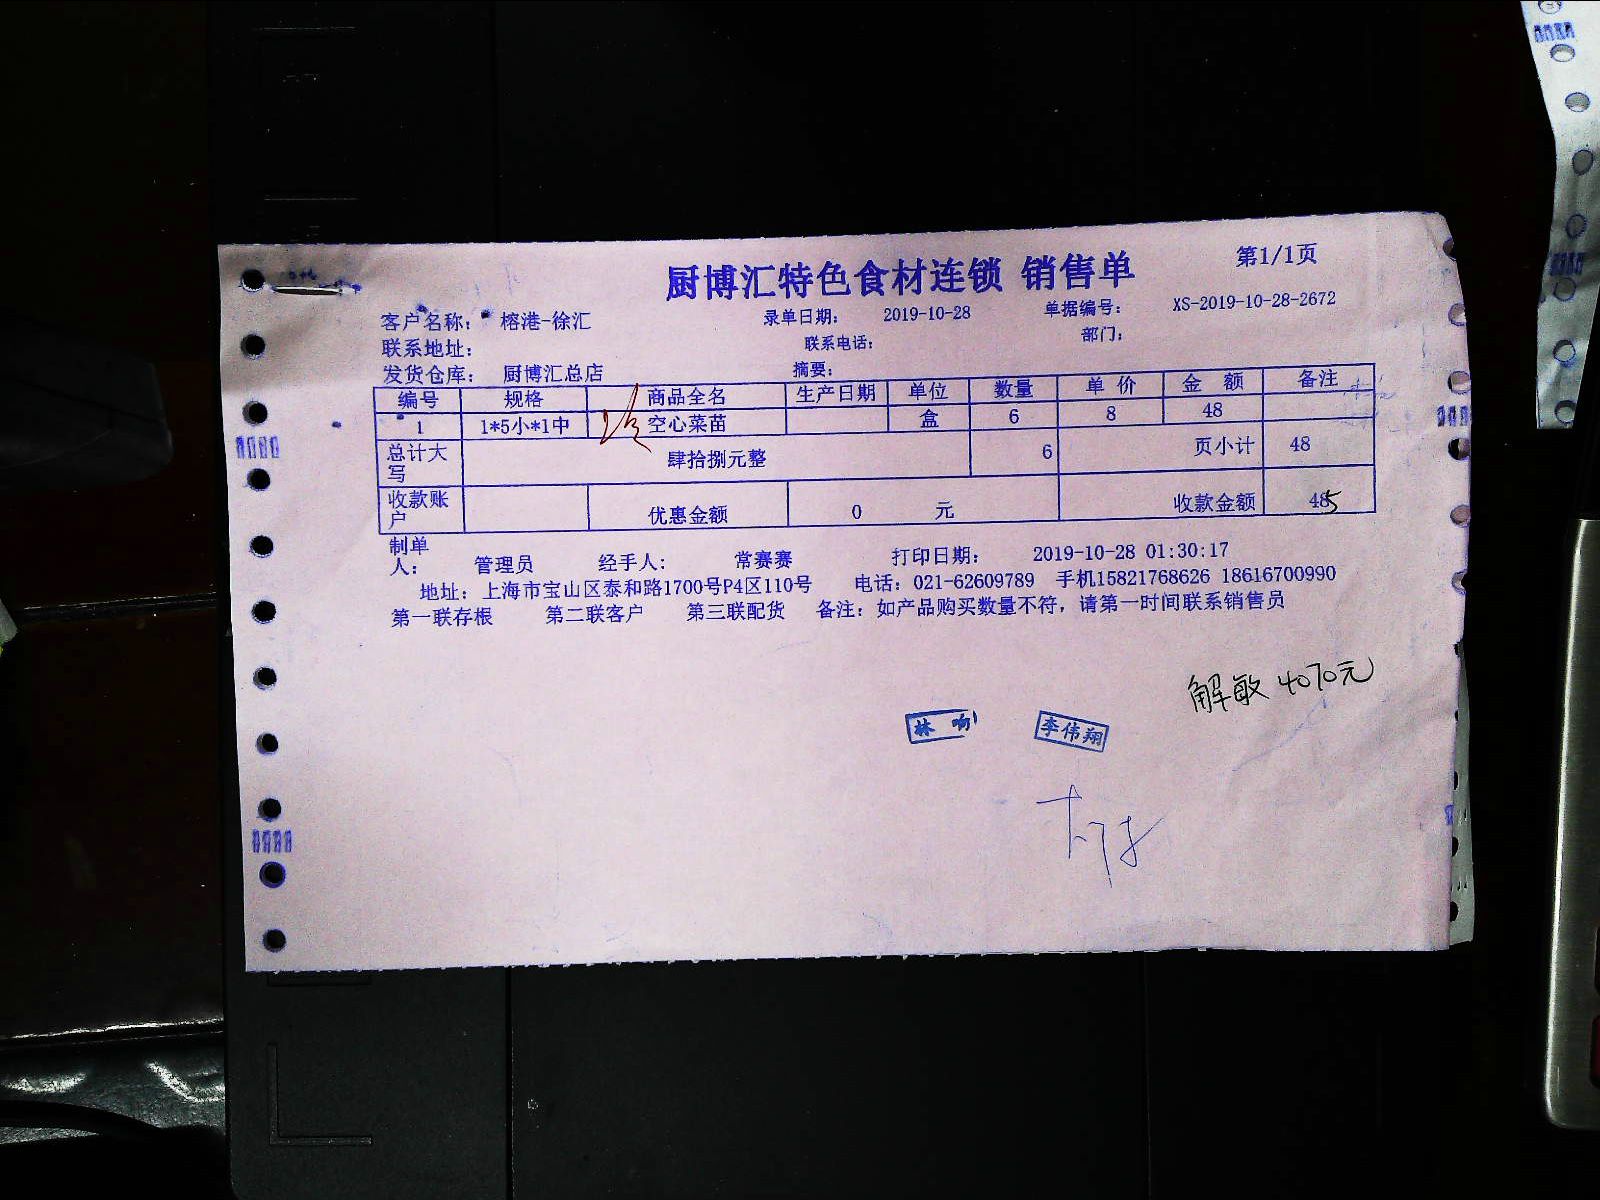 厨博汇特色食材连锁 销售单 第1/1页
客户名称： 榕港-徐汇 录单日期： 2019-10-28 单据编号： XS-2019-10-28-2672
联系地址： 联系电话： 部门：
发货仓库： 厨博汇总店 摘要：
编号 规格 商品全名 生产日期 单位 数量 单 价 金 额 备注
1 1*5小*1中 空心菜苗 盒 6 8 48
总计大写 肆拾捌元整 6 页小计 48
收款账户 优惠金额 0 元 收款金额 48
制单人： 管理员 经手人： 常赛赛 打印日期： 2019-10-28 01:30:17
地址：上海市宝山区泰和路1700号P4区110号 电话：021-62609789 手机15821768626 18616700990
第一联存根 第二联客户 第三联配货 备注：如产品购买数量不符，请第一时间联系销售员
解敏 4070元
林 响
李伟翔